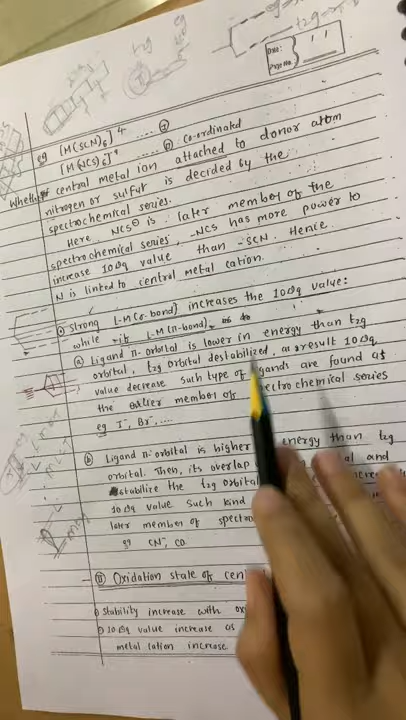 Date:
Page No.
eg [M(SCN)6]4- .... ①
[M(NCS)6]4- .... ②
Whether central metal ion attached to donor atom
nitrogen or sulfur is decided by the
spectrochemical series.
Here NCS⊖ is later member of the
spectrochemical series, -NCS has more power to
increase 10Dq value than -SCN. Hence
N is linked to central metal cation.
Strong L-M(σ-bond) increases the 10Dq value:
while L-M(π-bond),
(a) Ligand π-orbital is lower in energy than t2g
orbital, t2g orbital destabilized, as result 10Dq
value decrease such type of ligands are found as
the earlier member of spectrochemical series
eg I-, Br-, ....
(b) Ligand π-orbital is higher energy than t2g
orbital. Then, its overlap and
stabilize the t2g orbital
10Dq value such kind
later member of
eg CN-, CO
Ⅱ Oxidation state of
① Stability increase with
② 10Dq value increase as
metal cation increase